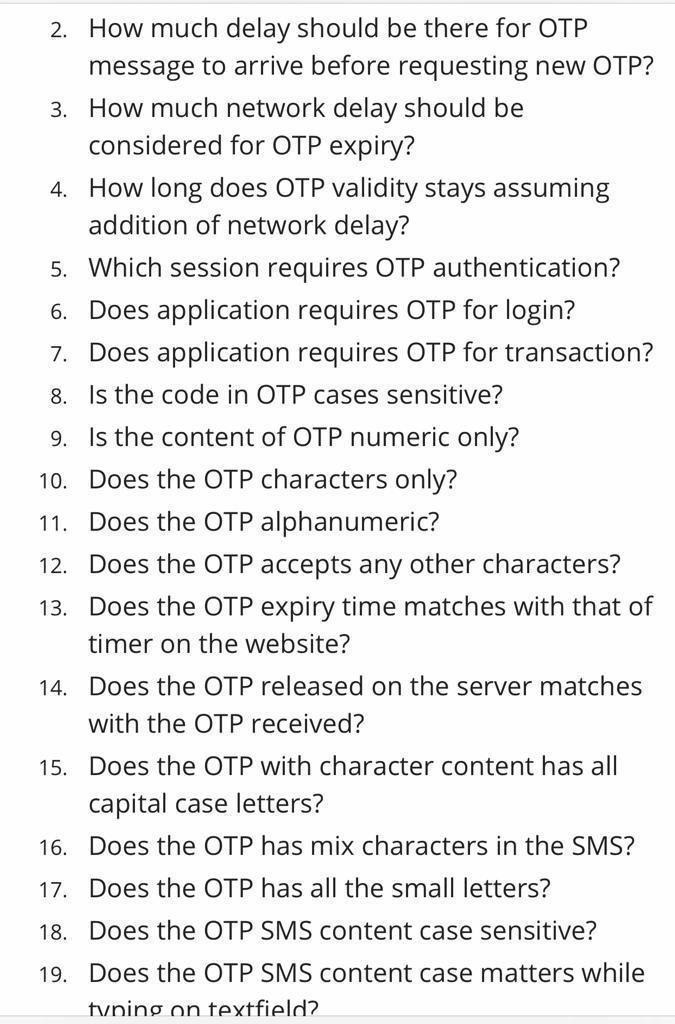 2. How much delay should be there for OTP
message to arrive before requesting new OTP?
3. How much network delay should be
considered for OTP expiry?
4. How long does OTP validity stays assuming
addition of network delay?
5. Which session requires OTP authentication?
6. Does application requires OTP for login?
7. Does application requires OTP for transaction?
8. Is the code in OTP cases sensitive?
9. Is the content of OTP numeric only?
10. Does the OTP characters only?
11. Does the OTP alphanumeric?
12. Does the OTP accepts any other characters?
13. Does the OTP expiry time matches with that of
timer on the website?
14. Does the OTP released on the server matches
with the OTP received?
15. Does the OTP with character content has all
capital case letters?
16. Does the OTP has mix characters in the SMS?
17. Does the OTP has all the small letters?
18. Does the OTP SMS content case sensitive?
19. Does the OTP SMS content case matters while
typing on textfield?